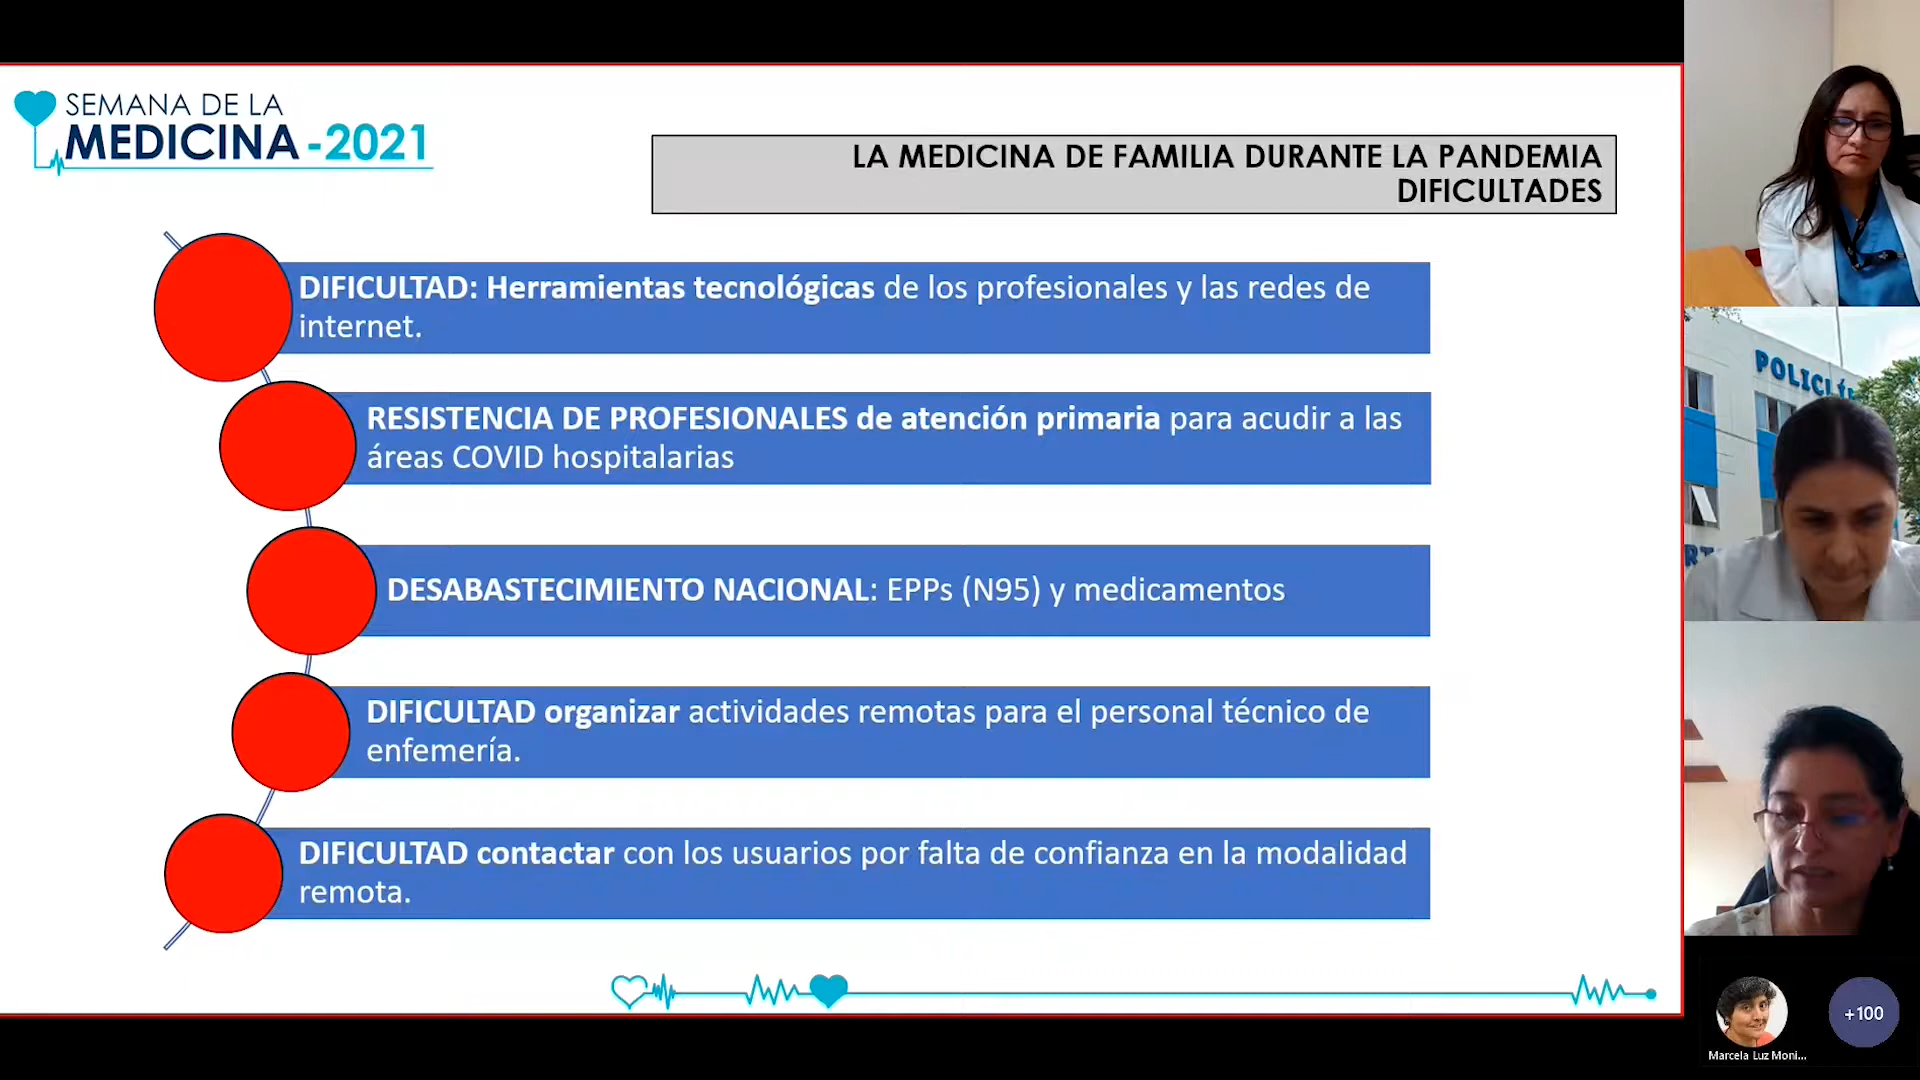 SEMANA DE LA
MEDICINA -2021
LA MEDICINA DE FAMILIA DURANTE LA PANDEMIA
DIFICULTADES
DIFICULTAD: Herramientas tecnológicas de los profesionales y las redes de
internet.
RESISTENCIA DE PROFESIONALES de atención primaria para acudir a las
áreas COVID hospitalarias
DESABASTECIMIENTO NACIONAL: EPPs (N95) y medicamentos
DIFICULTAD organizar actividades remotas para el personal técnico de
enfemería.
DIFICULTAD contactar con los usuarios por falta de confianza en la modalidad
remota.
POLICLÍ
RT
Marcela Luz Moni...
+100